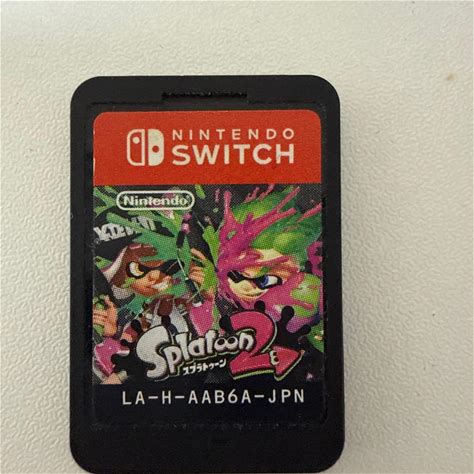 NINTENDO
SWITCH
Nintendo
Splatoon 2
スプラトゥーン
LA-H-AAB6A-JPN